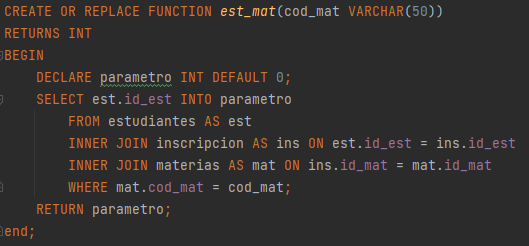 CREATE OR REPLACE FUNCTION est_mat(cod_mat VARCHAR(50))
RETURNS INT
BEGIN
    DECLARE parametro INT DEFAULT 0;
    SELECT est.id_est INTO parametro
        FROM estudiantes AS est
        INNER JOIN inscripcion AS ins ON est.id_est = ins.id_est
        INNER JOIN materias AS mat ON ins.id_mat = mat.id_mat
        WHERE mat.cod_mat = cod_mat;
    RETURN parametro;
end;